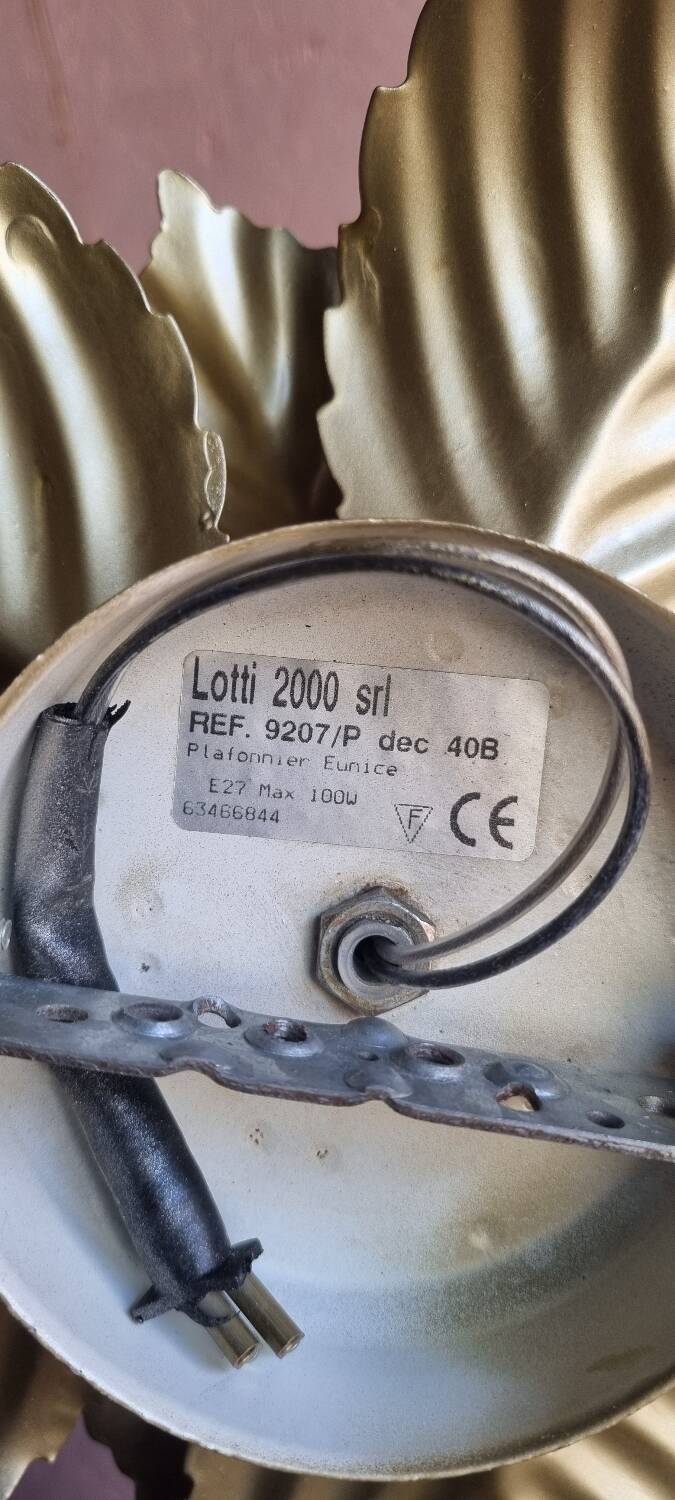 Lotti 2000 srl
REF. 9207/P dec 40B
Plafonnier Eunice
E27 Max 100W
63466844
F CE